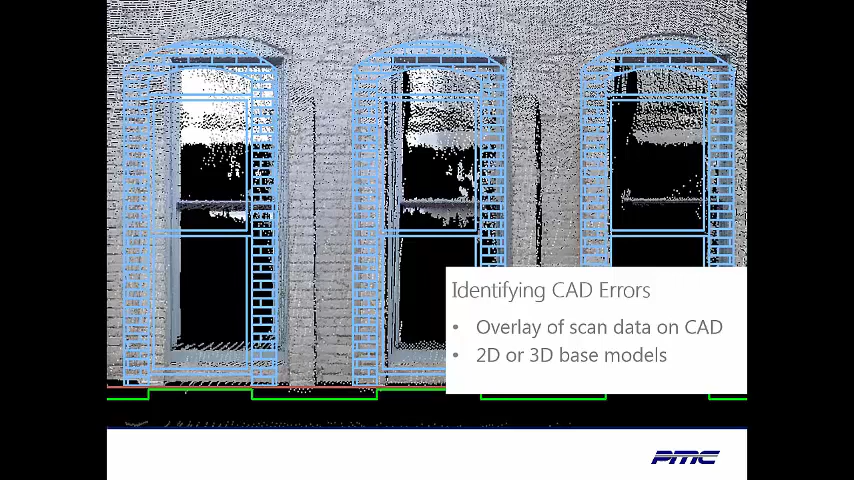 Identifying CAD Errors
• Overlay of scan data on CAD
• 2D or 3D base models
PMC